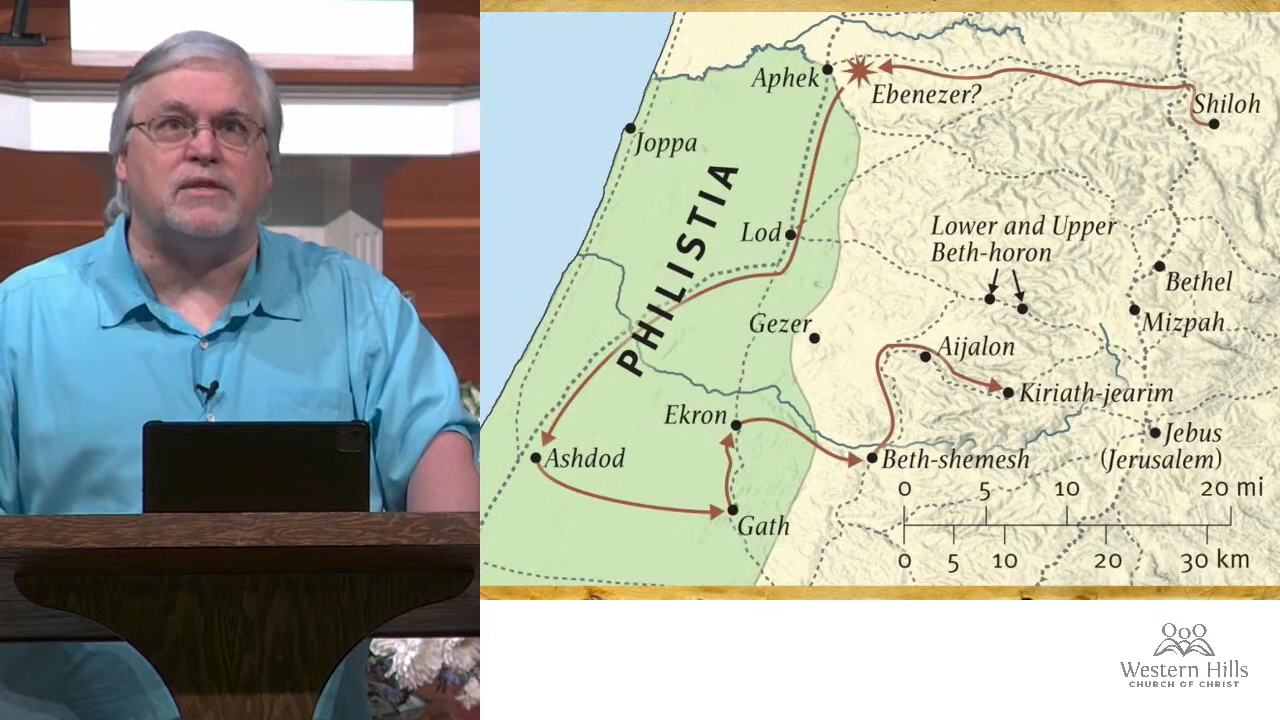 Aphek
Ebenezer?
Shiloh
Joppa
PHILISTIA
Lod
Lower and Upper
Beth-horon
Bethel
Mizpah
Gezer
Aijalon
Kiriath-jearim
Ekron
Jebus
(Jerusalem)
Ashdod
Beth-shemesh
Gath
0 5 10 20 mi
0 5 10 20 30 km
Western Hills
CHURCH OF CHRIST